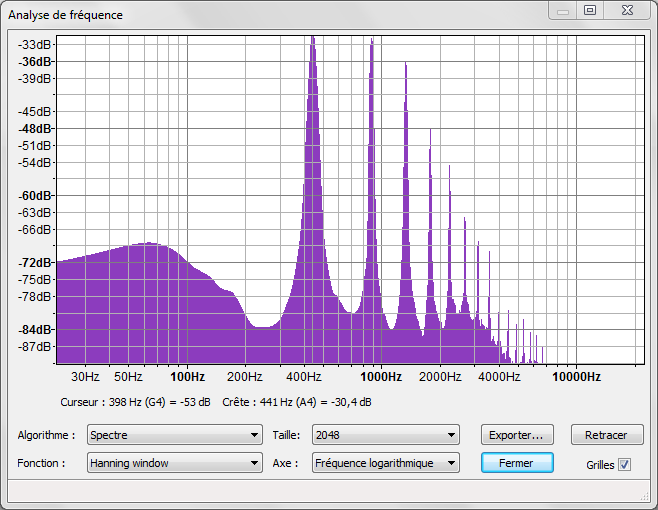 Analyse de fréquence
-33dB
-36dB
-39dB
-45dB
-48dB
-51dB
-54dB
-60dB
-63dB
-66dB
-72dB
-75dB
-78dB
-84dB
-87dB
30Hz 50Hz 100Hz 200Hz 400Hz 1000Hz 2000Hz 4000Hz 10000Hz
Curseur : 398 Hz (G4) = -53 dB Crête : 441 Hz (A4) = -30,4 dB
Algorithme : Spectre Taille: 2048 Exporter... Retracer
Fonction : Hanning window Axe : Fréquence logarithmique Fermer Grilles